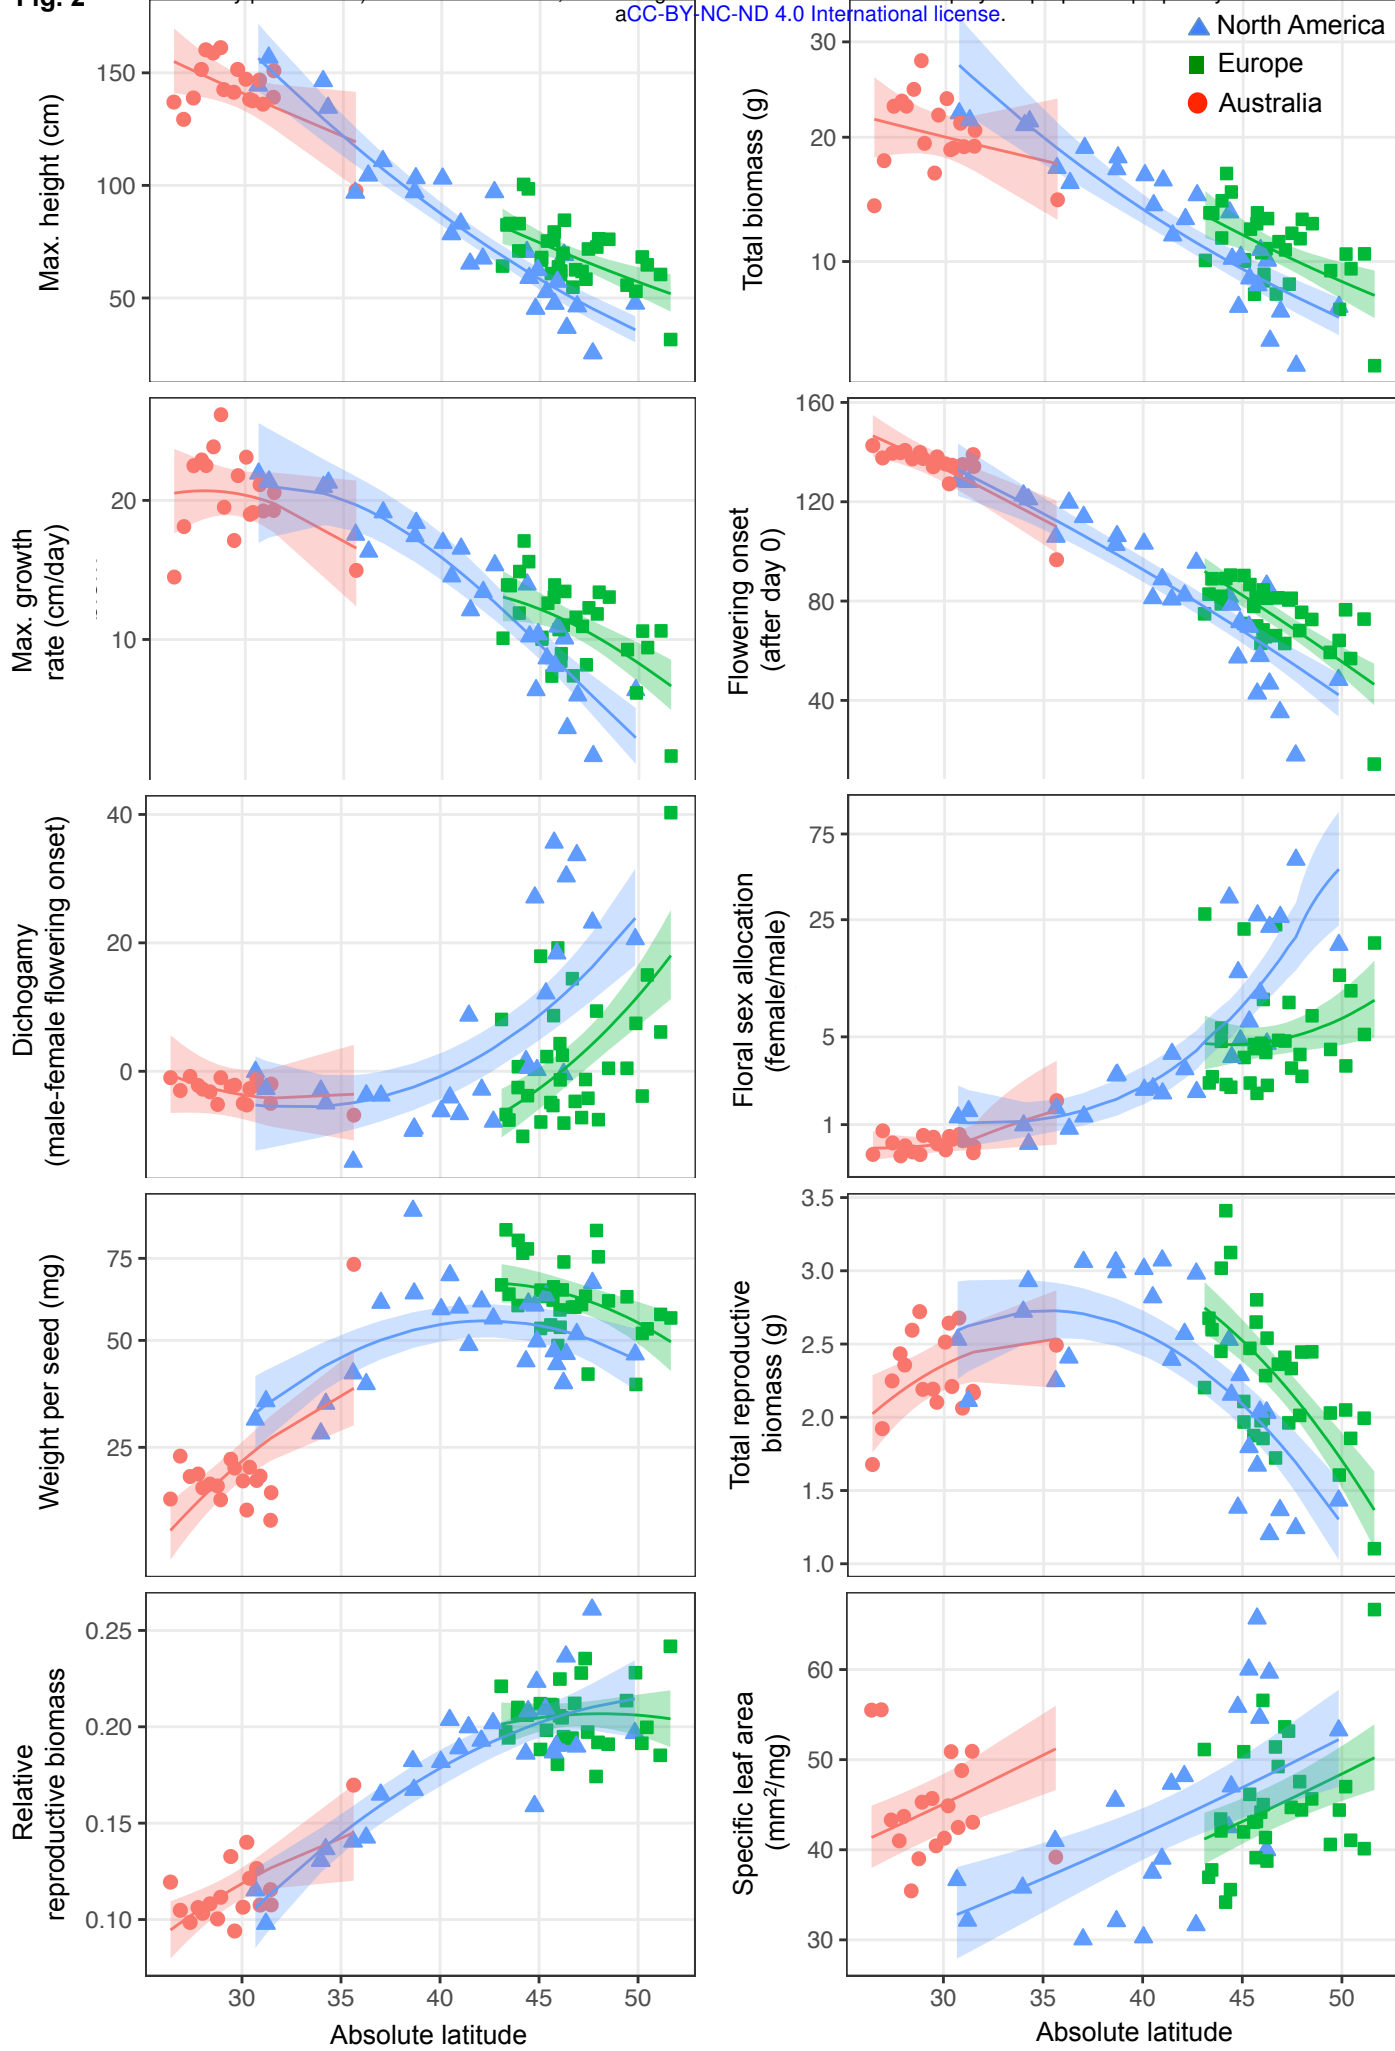 Fig. 2
aCC-BY-NC-ND 4.0 International license.
North America
Europe
Australia
Max. height (cm)
150
100
50
Total biomass (g)
30
20
10
Max. growth
rate (cm/day)
20
10
Flowering onset
(after day 0)
160
120
80
40
Dichogamy
(male-female flowering onset)
40
20
0
Floral sex allocation
(female/male)
75
25
5
1
Weight per seed (mg)
75
50
25
Total reproductive
biomass (g)
3.5
3.0
2.5
2.0
1.5
1.0
Relative
reproductive biomass
0.25
0.20
0.15
0.10
Specific leaf area
(mm²/mg)
60
50
40
30
30 35 40 45 50
Absolute latitude
30 35 40 45 50
Absolute latitude